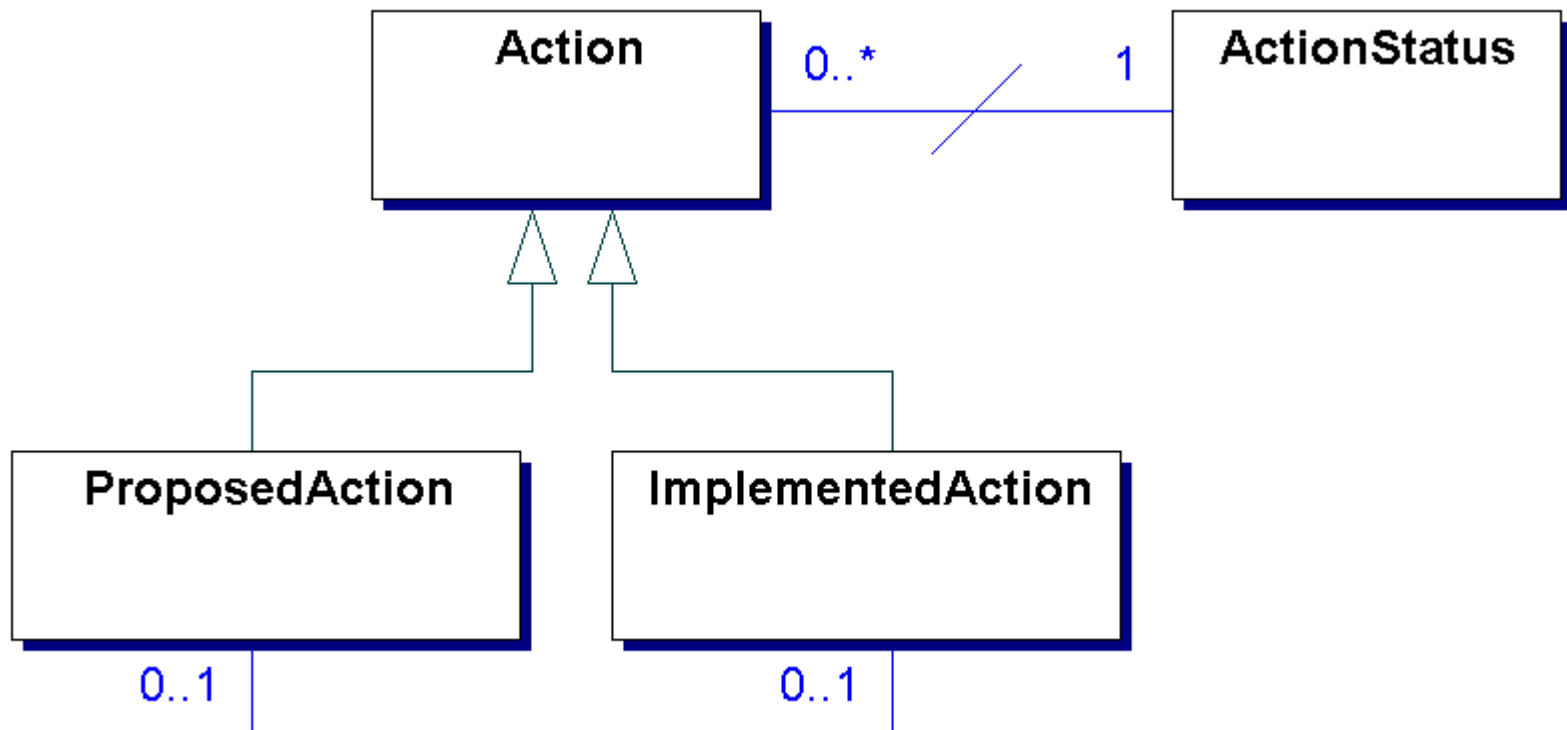 Action
0..*
1
ActionStatus
ProposedAction
ImplementedAction
0..1
0..1